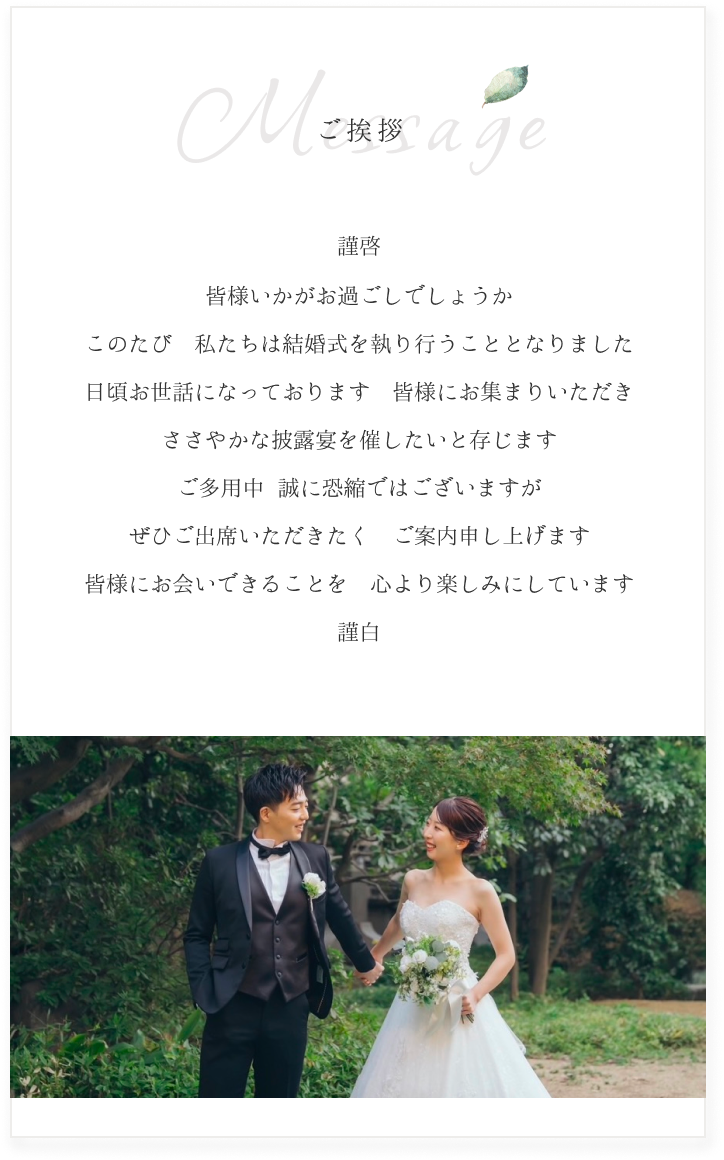 Message
ご挨拶
謹啓
皆様いかがお過ごしでしょうか
このたび　私たちは結婚式を執り行うこととなりました
日頃お世話になっております　皆様にお集まりいただき
ささやかな披露宴を催したいと存じます
ご多用中 誠に恐縮ではございますが
ぜひご出席いただきたく　ご案内申し上げます
皆様にお会いできることを　心より楽しみにしています
謹白